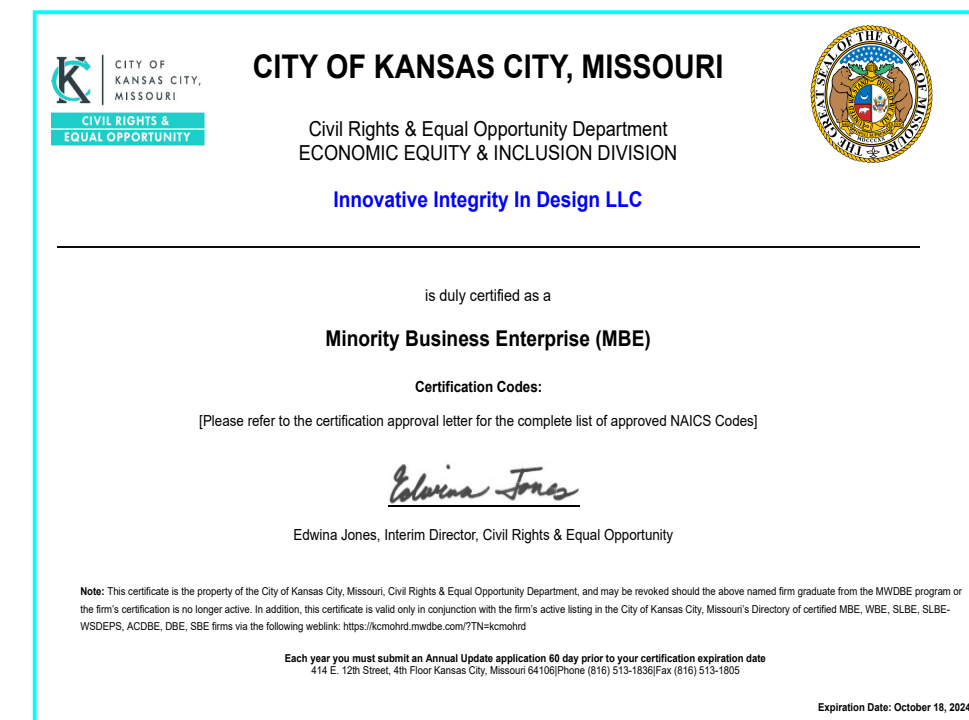 CITY OF
KANSAS CITY,
MISSOURI
CIVIL RIGHTS &
EQUAL OPPORTUNITY
CITY OF KANSAS CITY, MISSOURI
THE GREAT SEAL OF THE STATE OF MISSOURI
Civil Rights & Equal Opportunity Department
ECONOMIC EQUITY & INCLUSION DIVISION
Innovative Integrity In Design LLC
is duly certified as a
Minority Business Enterprise (MBE)
Certification Codes:
[Please refer to the certification approval letter for the complete list of approved NAICS Codes]
Edwina Jones
Edwina Jones, Interim Director, Civil Rights & Equal Opportunity
Note: This certificate is the property of the City of Kansas City, Missouri, Civil Rights & Equal Opportunity Department, and may be revoked should the above named firm graduate from the MWDBE program or
the firm's certification is no longer active. In addition, this certificate is valid only in conjunction with the firm's active listing in the City of Kansas City, Missouri's Directory of certified MBE, WBE, SLBE, SLBE-
WSDEPS, ACDBE, DBE, SBE firms via the following weblink: https://kcmohrd.mwdbe.com/?TN=kcmohrd
Each year you must submit an Annual Update application 60 day prior to your certification expiration date
414 E. 12th Street, 4th Floor Kansas City, Missouri 64106|Phone (816) 513-1836|Fax (816) 513-1805
Expiration Date: October 18, 2024